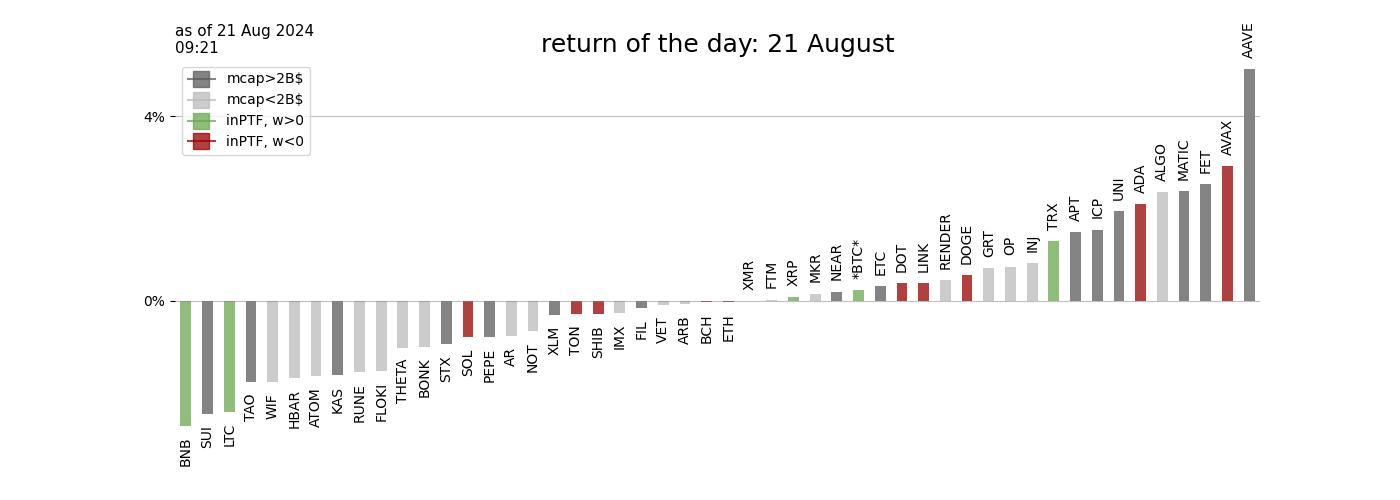 as of 21 Aug 2024
09:21
return of the day: 21 August
mcap>2B$
mcap<2B$
inPTF, w>0
inPTF, w<0
4%
0%
BNB
SUI
LTC
TAO
WIF
HBAR
ATOM
KAS
RUNE
FLOKI
THETA
BONK
STX
SOL
PEPE
AR
NOT
XLM
TON
SHIB
IMX
FIL
VET
ARB
BCH
ETH
XMR
FTM
XRP
MKR
NEAR
*BTC*
ETC
DOT
LINK
RENDER
DOGE
GRT
OP
INJ
TRX
APT
ICP
UNI
ADA
ALGO
MATIC
FET
AVAX
AAVE